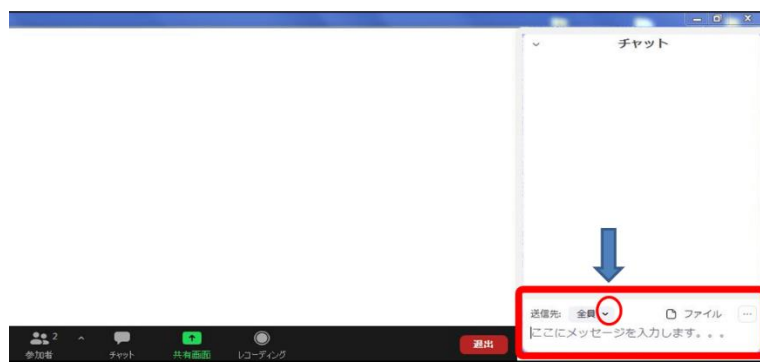 チャット
送信先: 全員
ファイル
ここにメッセージを入力します。。。
2
参加者
チャット
共有画面
レコーディング
退出